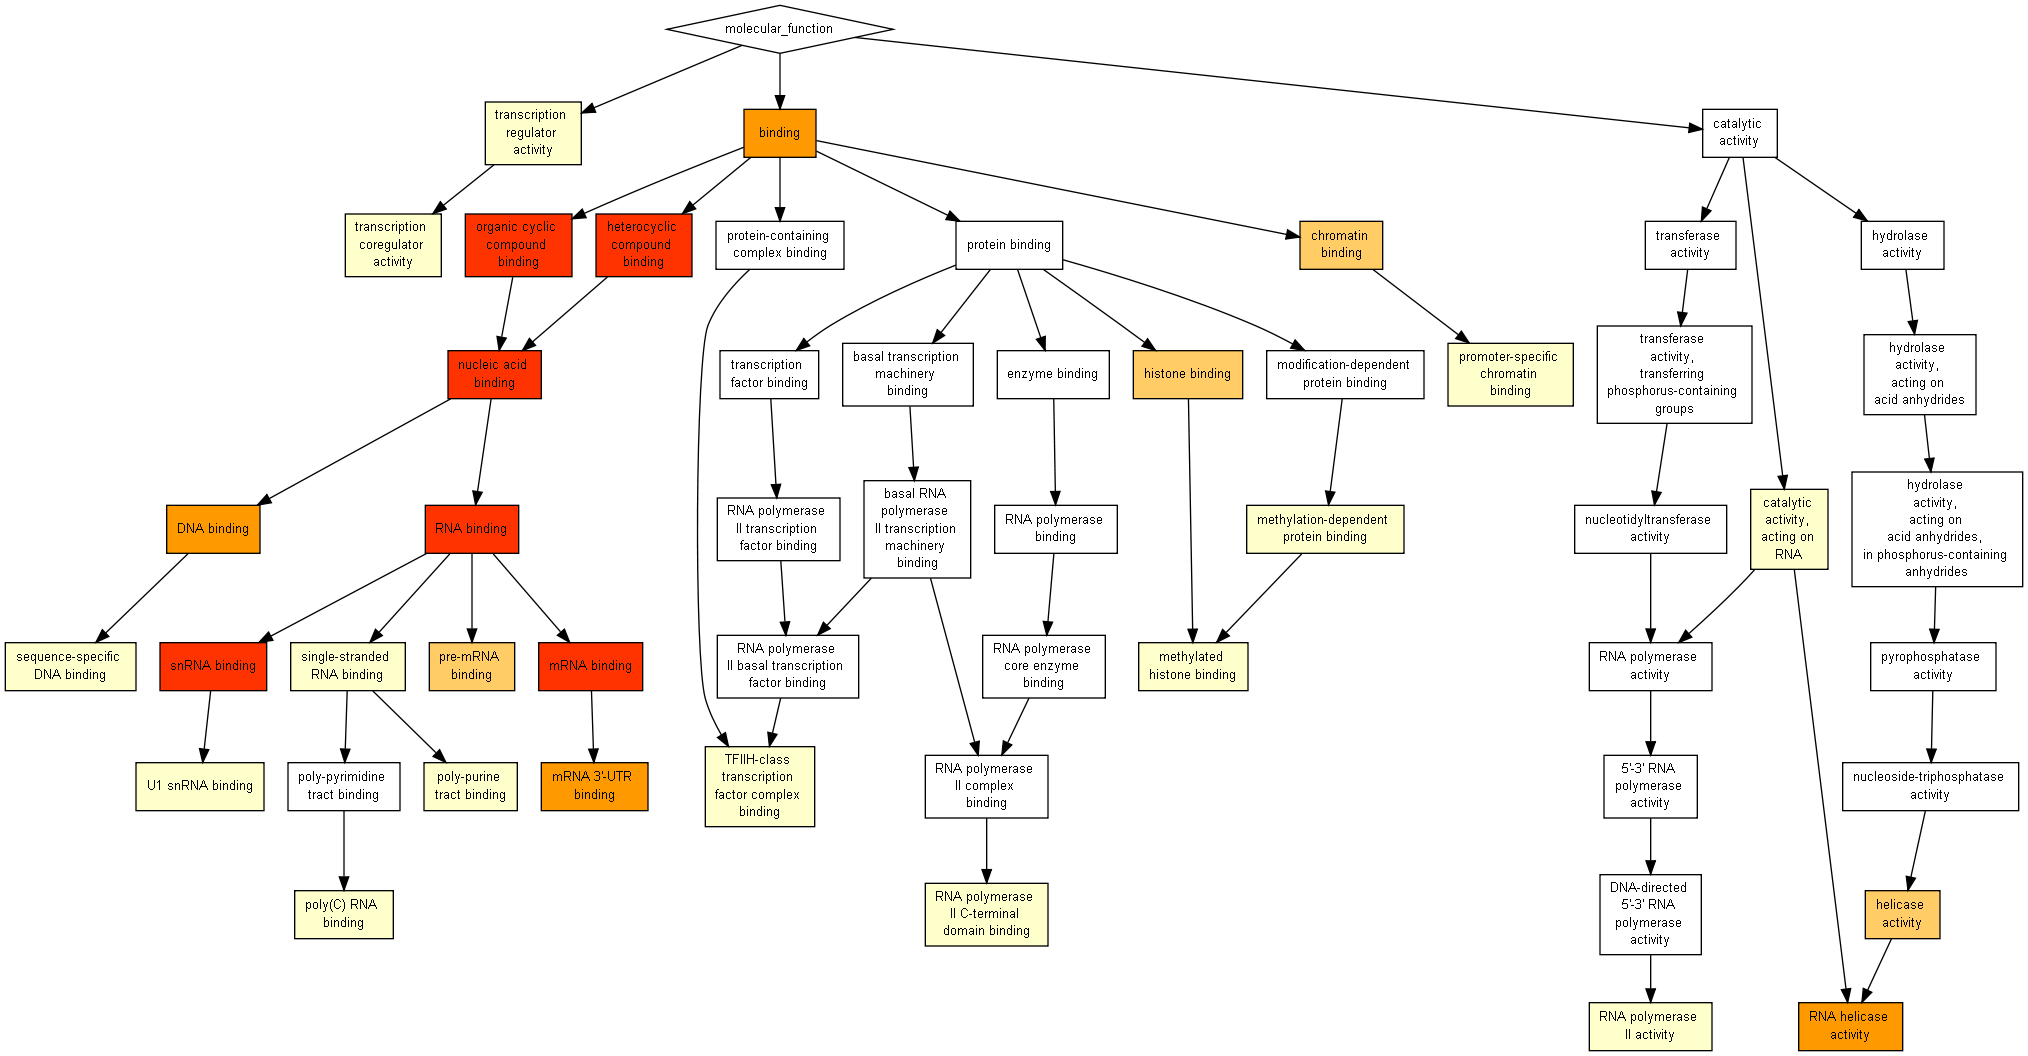 molecular_function
transcription
regulator
activity
binding
catalytic
activity
transcription
coregulator
activity
organic cyclic
compound
binding
heterocyclic
compound
binding
protein-containing
complex binding
protein binding
chromatin
binding
transferase
activity
hydrolase
activity
nucleic acid
binding
transcription
factor binding
basal transcription
machinery
binding
enzyme binding
histone binding
modification-dependent
protein binding
promoter-specific
chromatin
binding
transferase
activity,
transferring
phosphorus-containing
groups
hydrolase
activity,
acting on
acid anhydrides
DNA binding
RNA binding
RNA polymerase
II transcription
factor binding
basal RNA
polymerase
II transcription
machinery
binding
RNA polymerase
binding
methylation-dependent
protein binding
nucleotidyltransferase
activity
catalytic
activity,
acting on
RNA
hydrolase
activity,
acting on
acid anhydrides,
in phosphorus-containing
anhydrides
sequence-specific
DNA binding
snRNA binding
single-stranded
RNA binding
pre-mRNA
binding
mRNA binding
RNA polymerase
II basal transcription
factor binding
RNA polymerase
core enzyme
binding
methylated
histone binding
RNA polymerase
activity
pyrophosphatase
activity
U1 snRNA binding
poly-pyrimidine
tract binding
poly-purine
tract binding
mRNA 3'-UTR
binding
TFIIH-class
transcription
factor complex
binding
RNA polymerase
II complex
binding
5'-3' RNA
polymerase
activity
nucleoside-triphosphatase
activity
poly(C) RNA
binding
RNA polymerase
II C-terminal
domain binding
DNA-directed
5'-3' RNA
polymerase
activity
helicase
activity
RNA polymerase
II activity
RNA helicase
activity